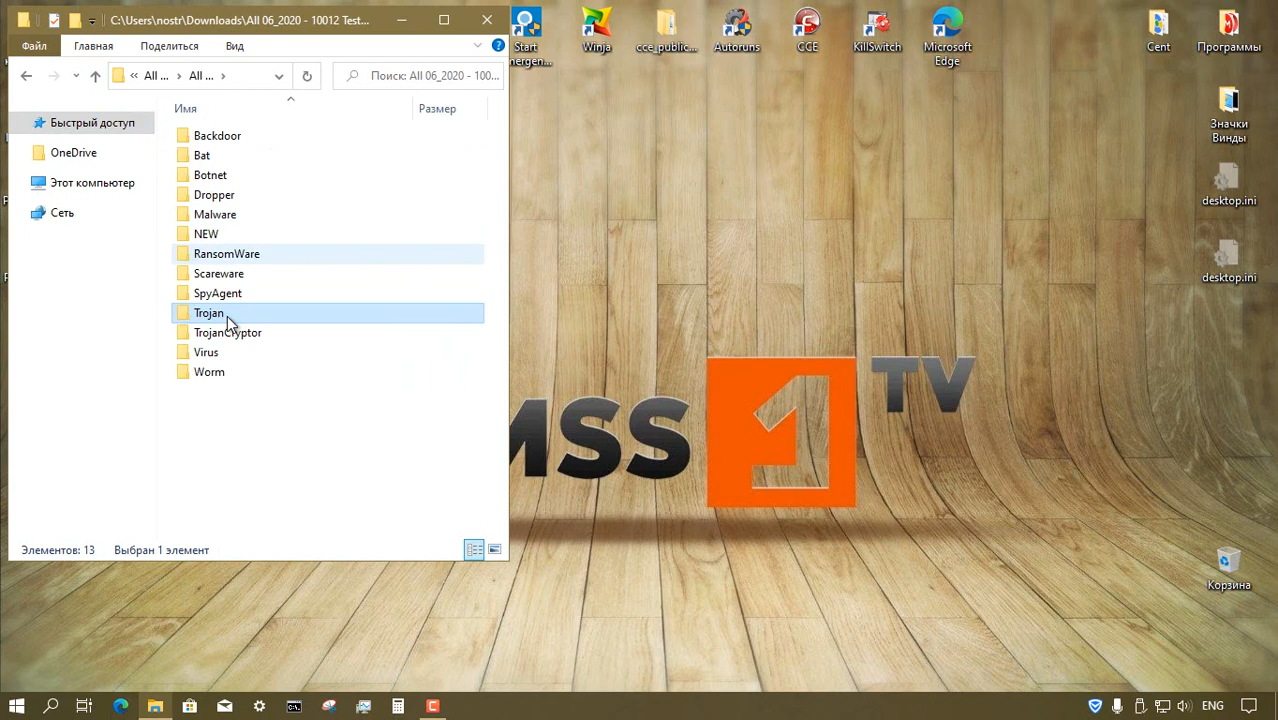 C:\Users\nostr\Downloads\All 06_2020 - 10012 Test...
Файл Главная Поделиться Вид
« All ... › All ... ›
Поиск: All 06_2020 - 100...
Имя Размер
Быстрый доступ
OneDrive
Этот компьютер
Сеть
Backdoor
Bat
Botnet
Dropper
Malware
NEW
RansomWare
Scareware
SpyAgent
Trojan
TrojanCryptor
Virus
Worm
Элементов: 13 Выбран 1 элемент
Start
mergen...
Winja
cce_public...
Autoruns
CCE
KillSwitch
Microsoft
Edge
Cent
Программы
Значки
Винды
desktop.ini
desktop.ini
MSS 1 TV
Корзина
ENG